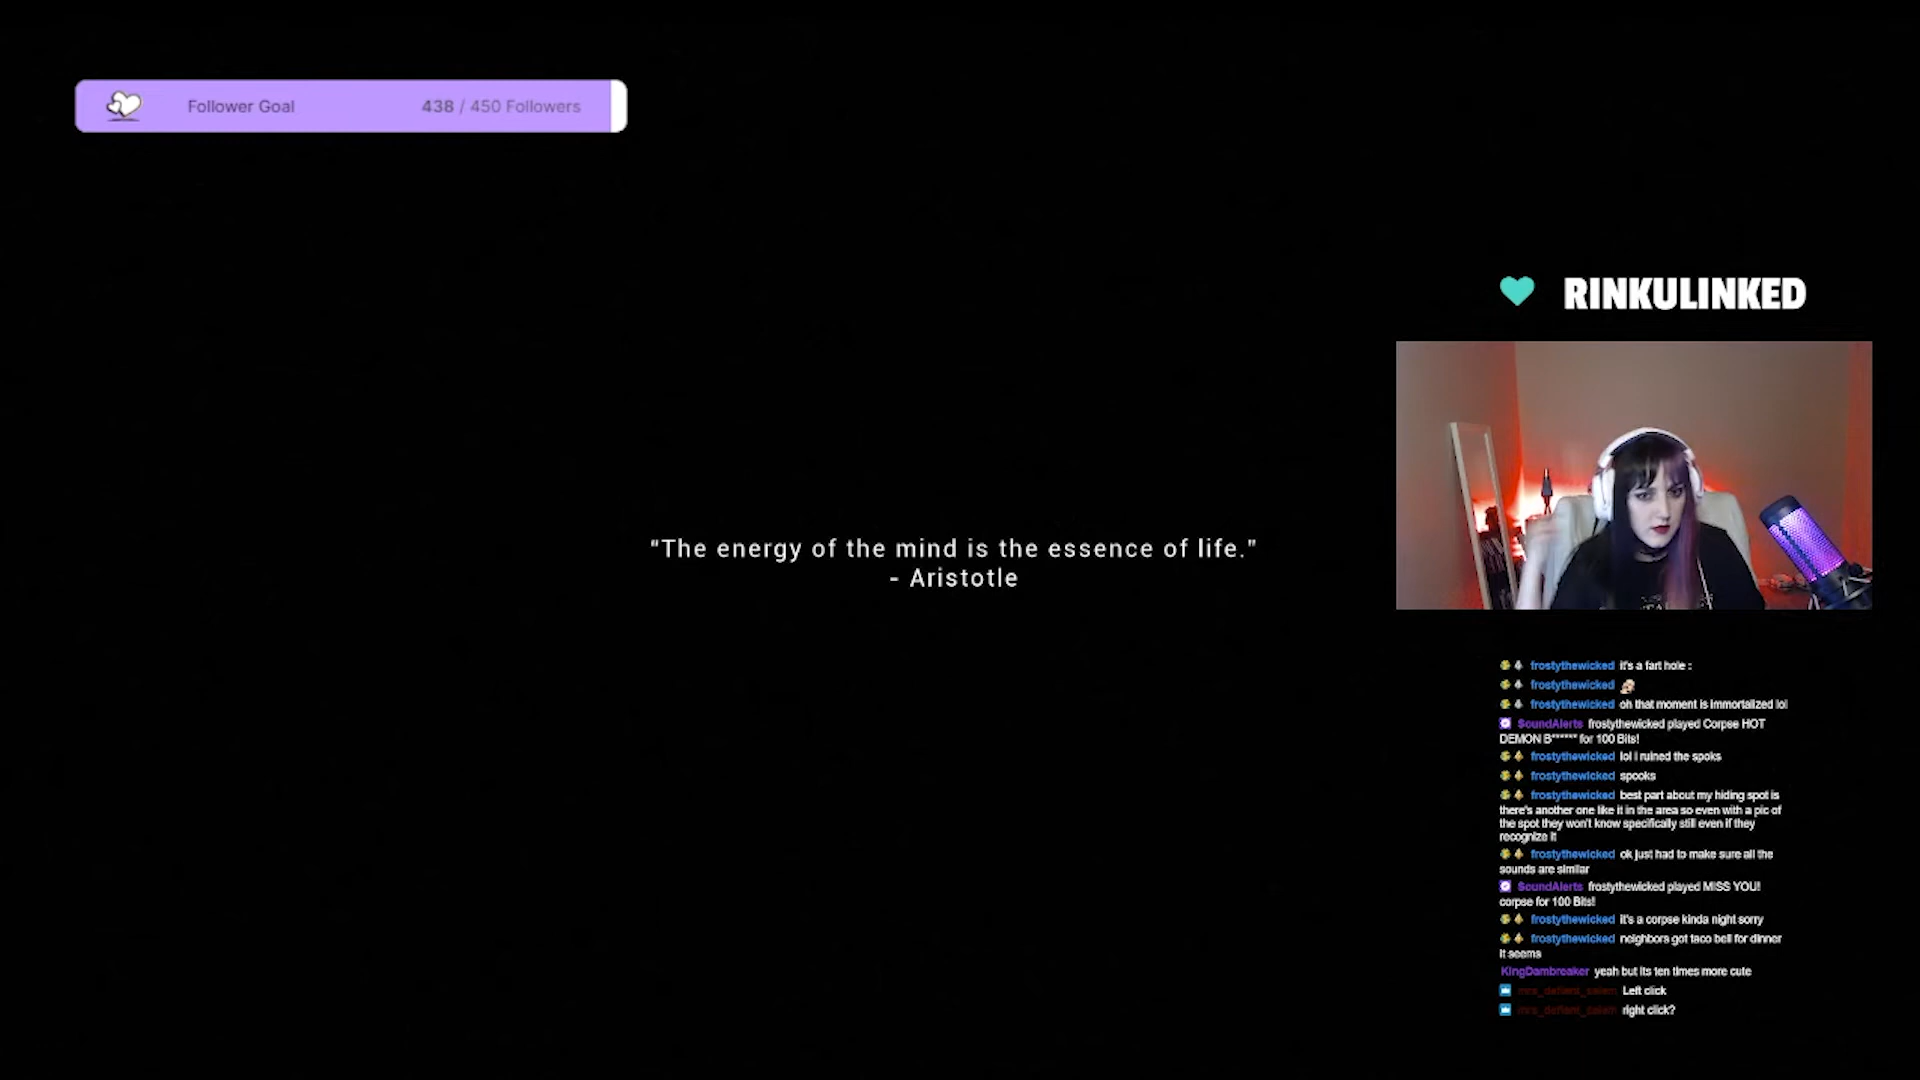 Follower Goal 438 / 450 Followers
RINKULINKED
"The energy of the mind is the essence of life."
- Aristotle
frostythewicked it's a fart hole :
frostythewicked
frostythewicked oh that moment is immortalized lol
SoundAlerts frostythewicked played Corpse HOT
DEMON B****** for 100 Bits!
frostythewicked lol i ruined the spoks
frostythewicked spooks
frostythewicked best part about my hiding spot is
there's another one like it in the area so even with a pic of
the spot they won't know specifically still even if they
recognize it
frostythewicked ok just had to make sure all the
sounds are similar
SoundAlerts frostythewicked played MISS YOU!
corpse for 100 Bits!
frostythewicked it's a corpse kinda night sorry
frostythewicked neighbors got taco bell for dinner
it seems
KingDambreaker yeah but its ten times more cute
Left click
right click?